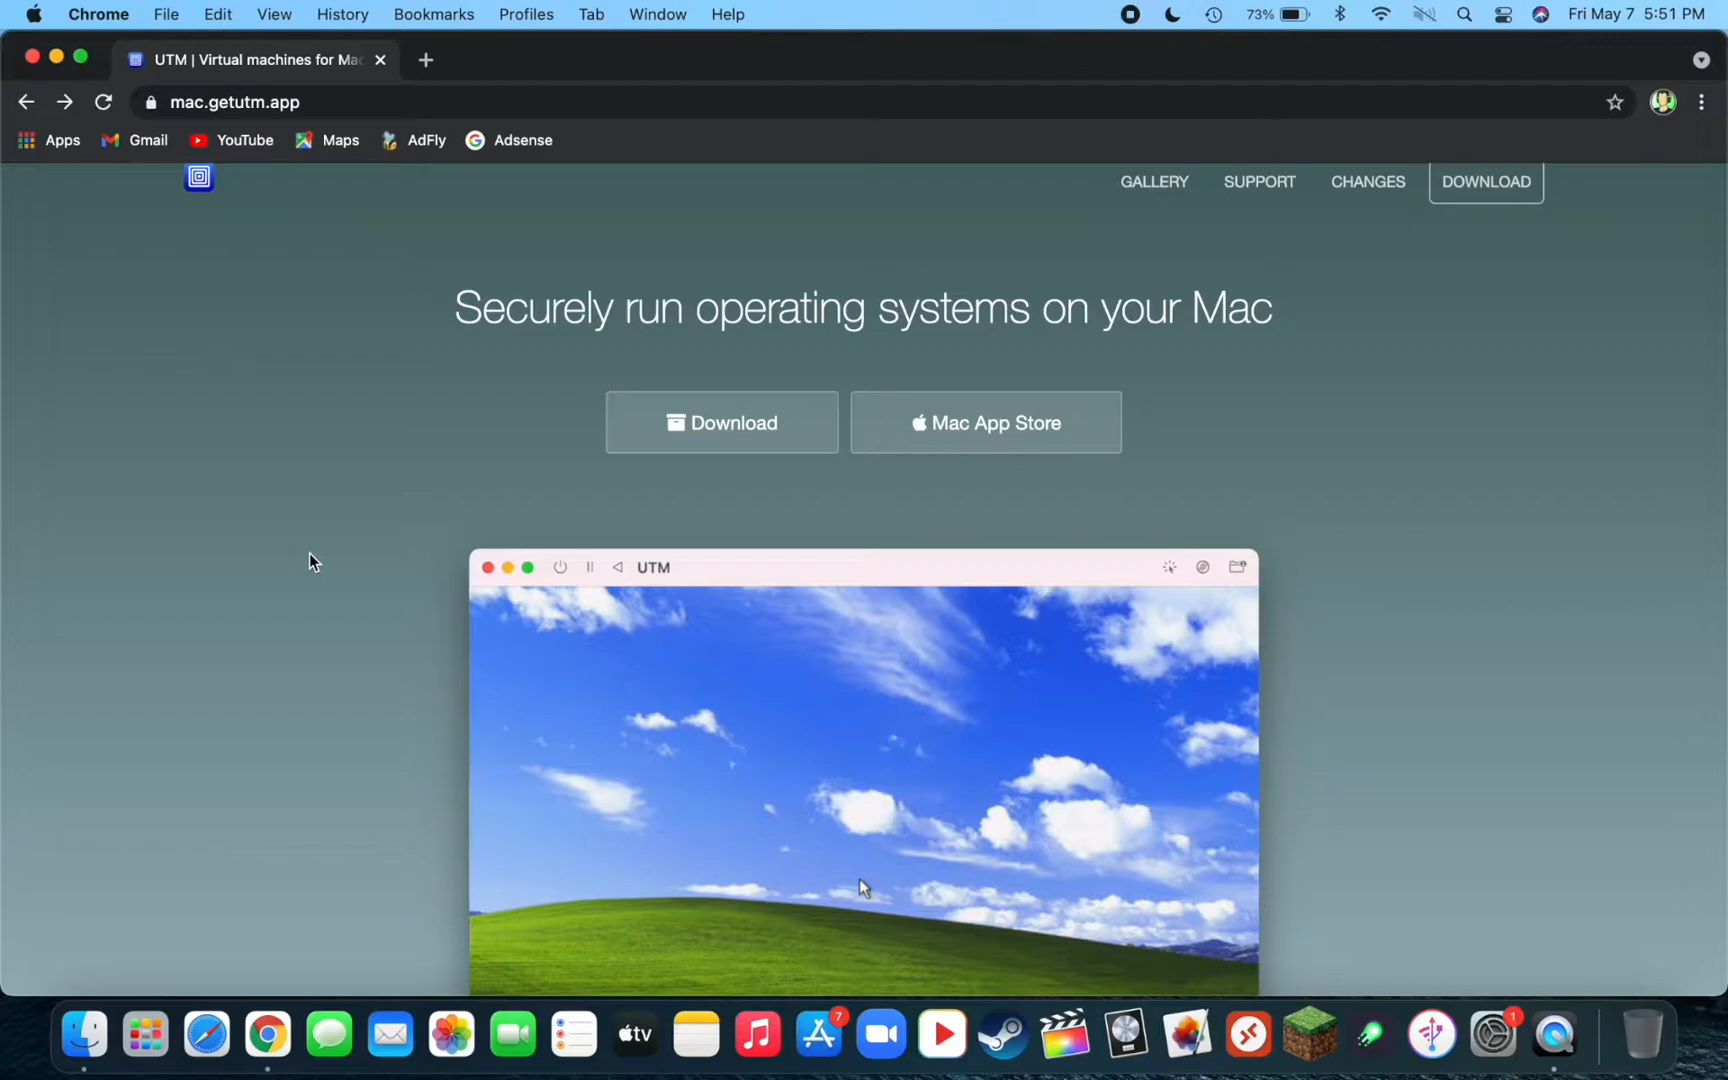 Chrome File Edit View History Bookmarks Profiles Tab Window Help 73% Fri May 7 5:51 PM
UTM | Virtual machines for Mac
mac.getutm.app
Apps Gmail YouTube Maps AdFly Adsense
GALLERY SUPPORT CHANGES DOWNLOAD
Securely run operating systems on your Mac
Download Mac App Store
UTM
tv 7 1